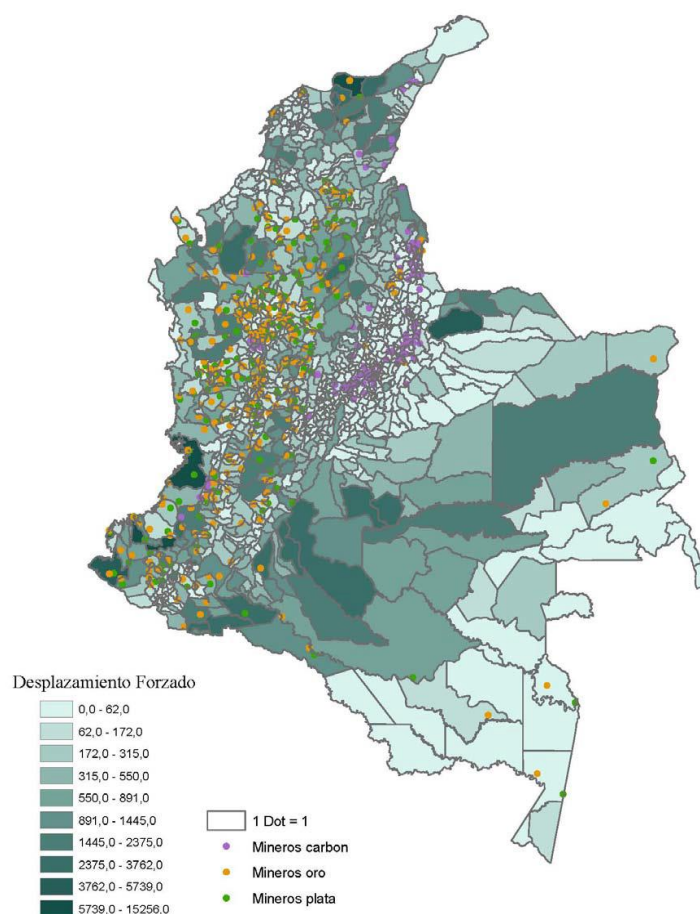 Desplazamiento Forzado
0,0 - 62,0
62,0 - 172,0
172,0 - 315,0
315,0 - 550,0
550,0 - 891,0
891,0 - 1445,0
1445,0 - 2375,0
2375,0 - 3762,0
3762,0 - 5739,0
5739,0 - 15256,0
1 Dot = 1
Mineros carbon
Mineros oro
Mineros plata